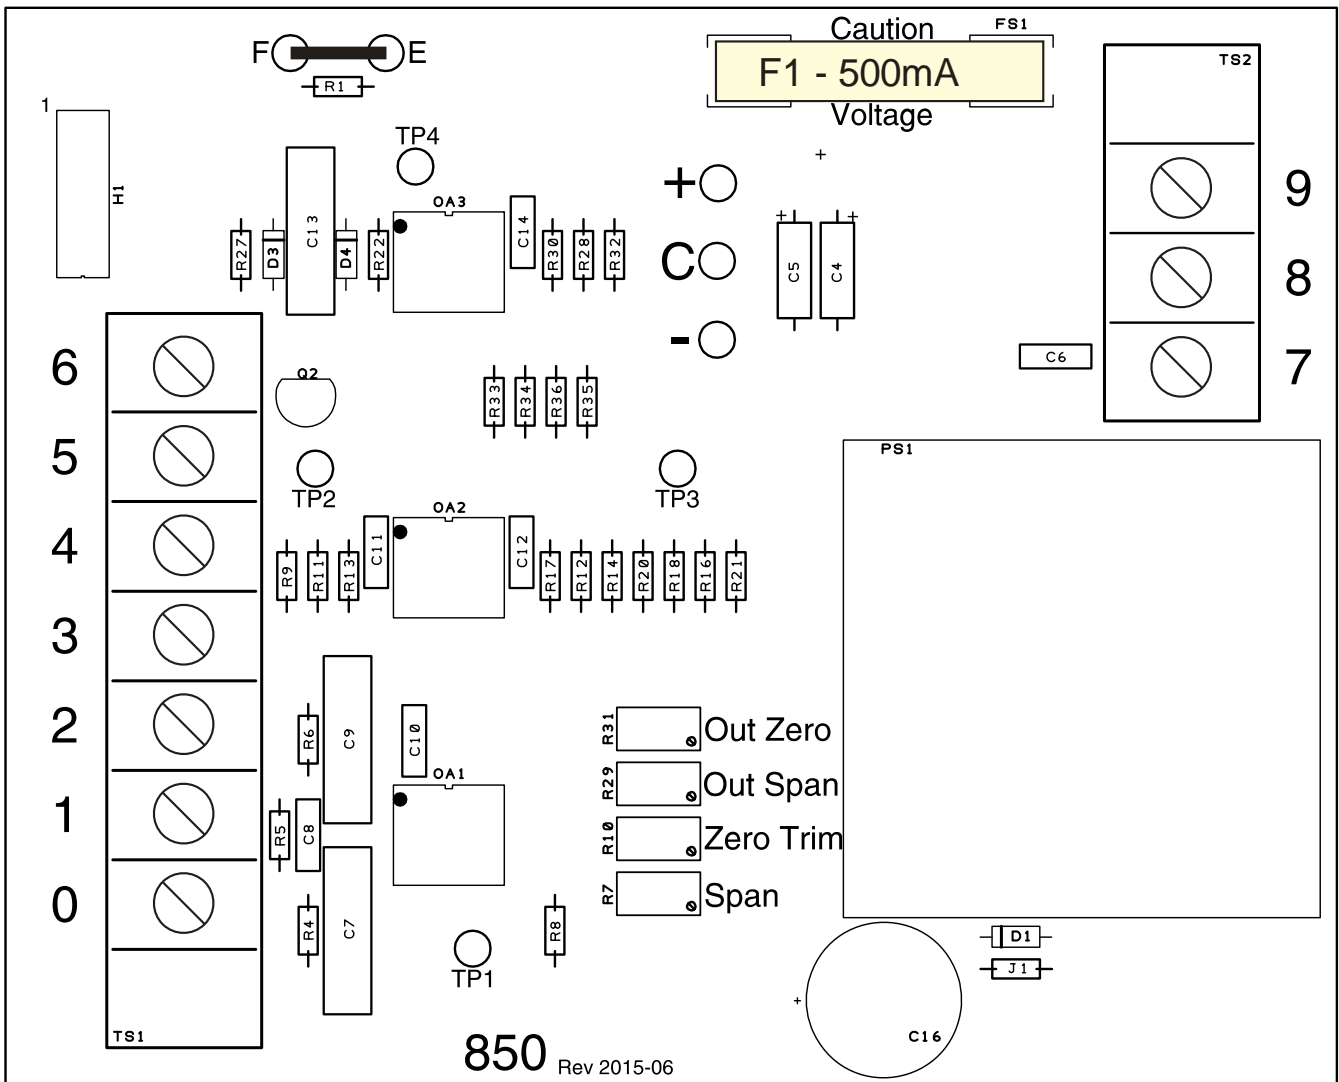 Caution
FS1
F E
F1 - 500mA
TS2
R1
1
Voltage
TP4
+
H1
+
9
OA3
C14
C13
R27
D3
D4
R22
R30
R28
R32
+
+
C
C5
C4
8
6
-
C6
7
Q2
R33
R34
R36
R35
5
PS1
TP2
TP3
OA2
4
C11
C12
R9
R11
R13
R17
R12
R14
R20
R18
R16
R21
3
2
R6
C9
C10
R31
Out Zero
OA1
R29
Out Span
1
R5
C8
R10
Zero Trim
0
R7
Span
R4
C7
R8
D1
TP1
J1
+
TS1
C16
850 Rev 2015-06